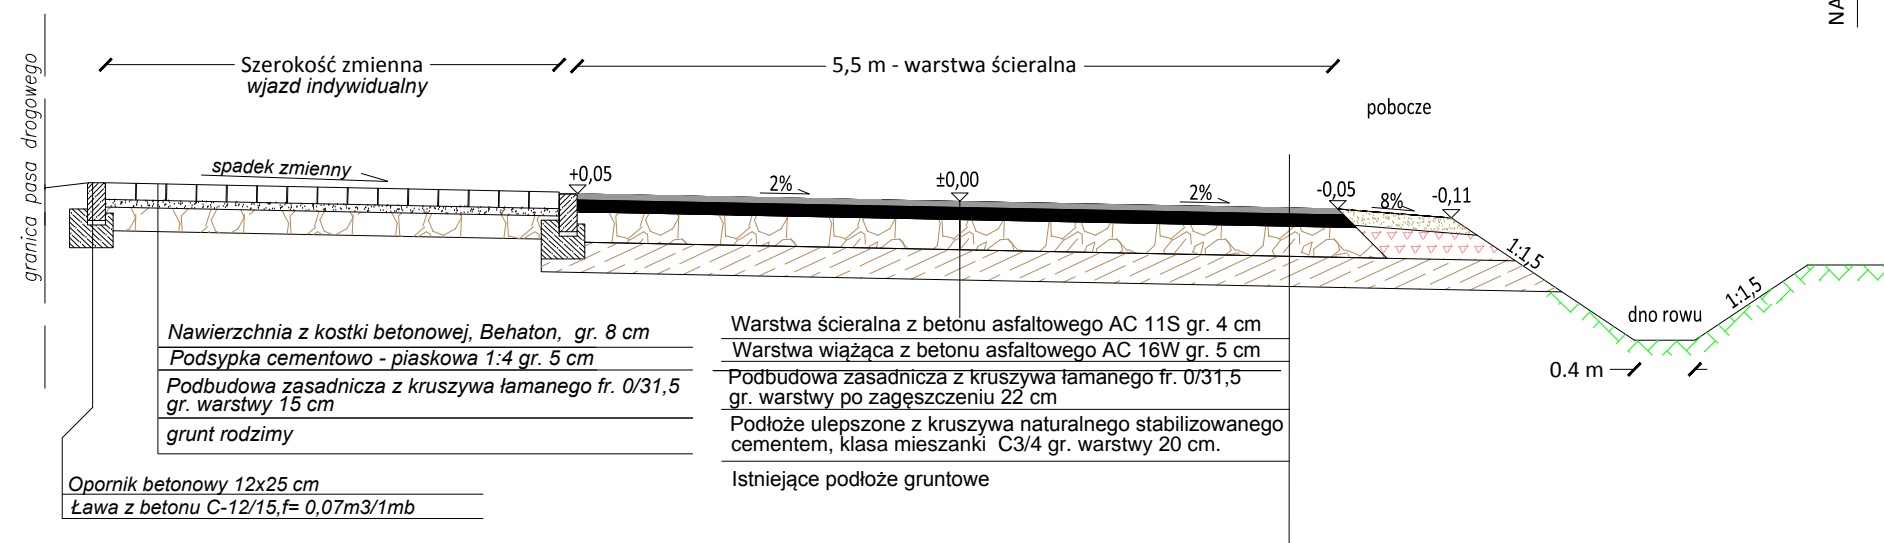 NA
granica pasa drogowego
Szerokość zmienna
wjazd indywidualny
5,5 m - warstwa ścieralna
pobocze
spadek zmienny
+0,05
2%
±0,00
2%
-0,05
8%
-0,11
1:1,5
1:1,5
dno rowu
0.4 m
Nawierzchnia z kostki betonowej, Behaton, gr. 8 cm
Podsypka cementowo - piaskowa 1:4 gr. 5 cm
Podbudowa zasadnicza z kruszywa łamanego fr. 0/31,5
gr. warstwy 15 cm
grunt rodzimy
Opornik betonowy 12x25 cm
Ława z betonu C-12/15,f= 0,07m3/1mb
Warstwa ścieralna z betonu asfaltowego AC 11S gr. 4 cm
Warstwa wiążąca z betonu asfaltowego AC 16W gr. 5 cm
Podbudowa zasadnicza z kruszywa łamanego fr. 0/31,5
gr. warstwy po zagęszczeniu 22 cm
Podłoże ulepszone z kruszywa naturalnego stabilizowanego
cementem, klasa mieszanki C3/4 gr. warstwy 20 cm.
Istniejące podłoże gruntowe